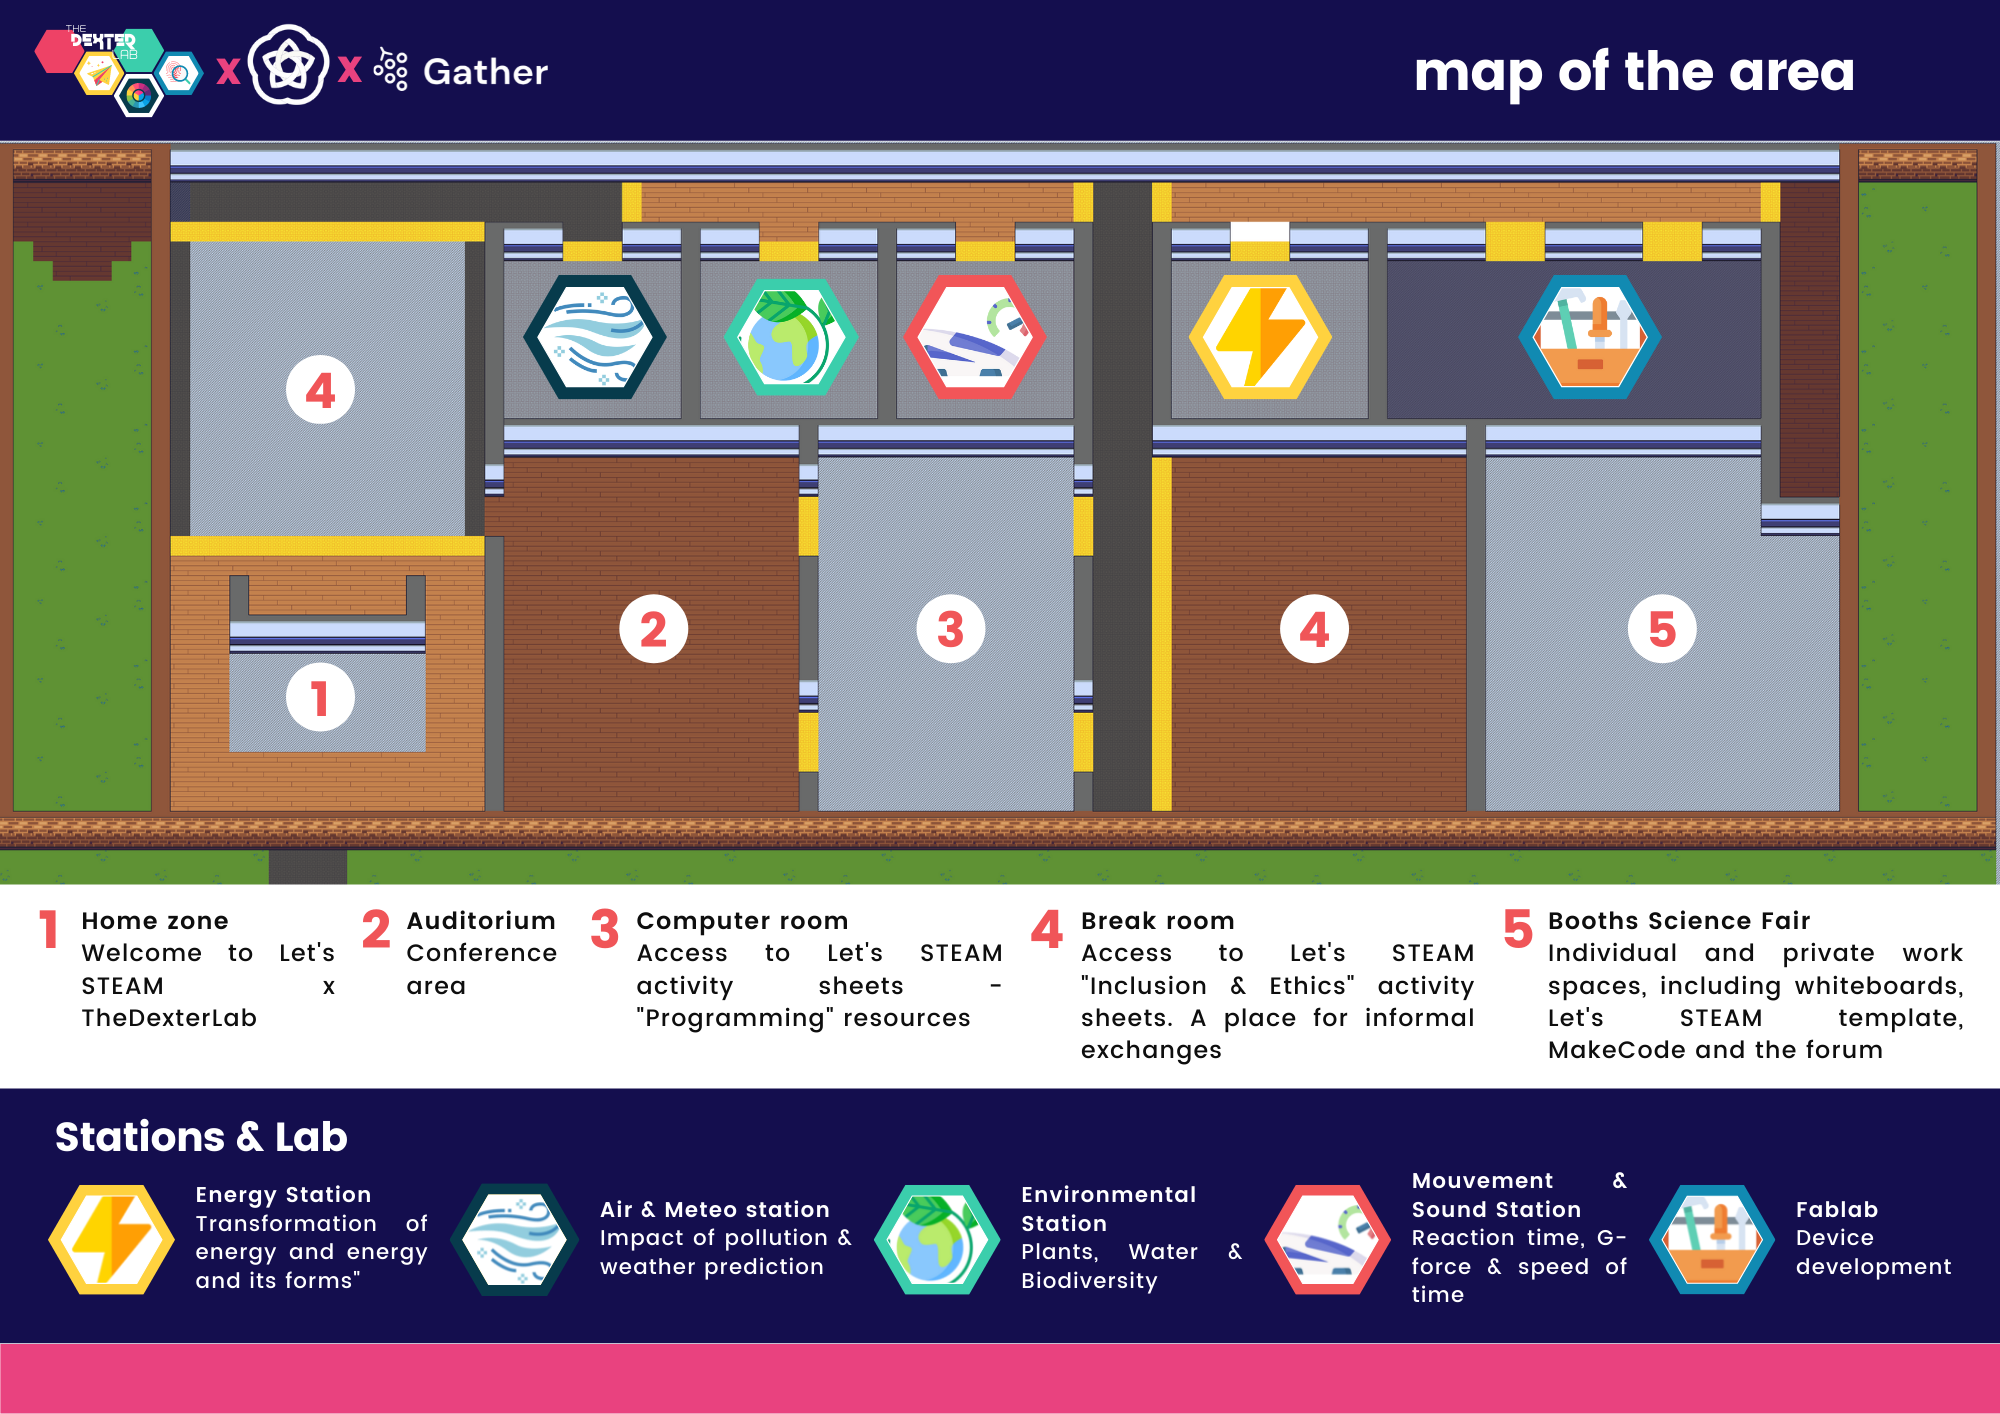 THE
DEXTER
LAB
x
x
Gather
map of the area
4
1
2
3
4
5
1
Home zone
Welcome to Let's
STEAM x
TheDexterLab
2
Auditorium
Conference
area
3
Computer room
Access to Let's STEAM
activity sheets -
"Programming" resources
4
Break room
Access to Let's STEAM
"Inclusion & Ethics" activity
sheets. A place for informal
exchanges
5
Booths Science Fair
Individual and private work
spaces, including whiteboards,
Let's STEAM template,
MakeCode and the forum
Stations & Lab
Energy Station
Transformation of
energy and energy
and its forms"
Air & Meteo station
Impact of pollution &
weather prediction
Environmental
Station
Plants, Water &
Biodiversity
Mouvement &
Sound Station
Reaction time, G-
force & speed of
time
Fablab
Device
development